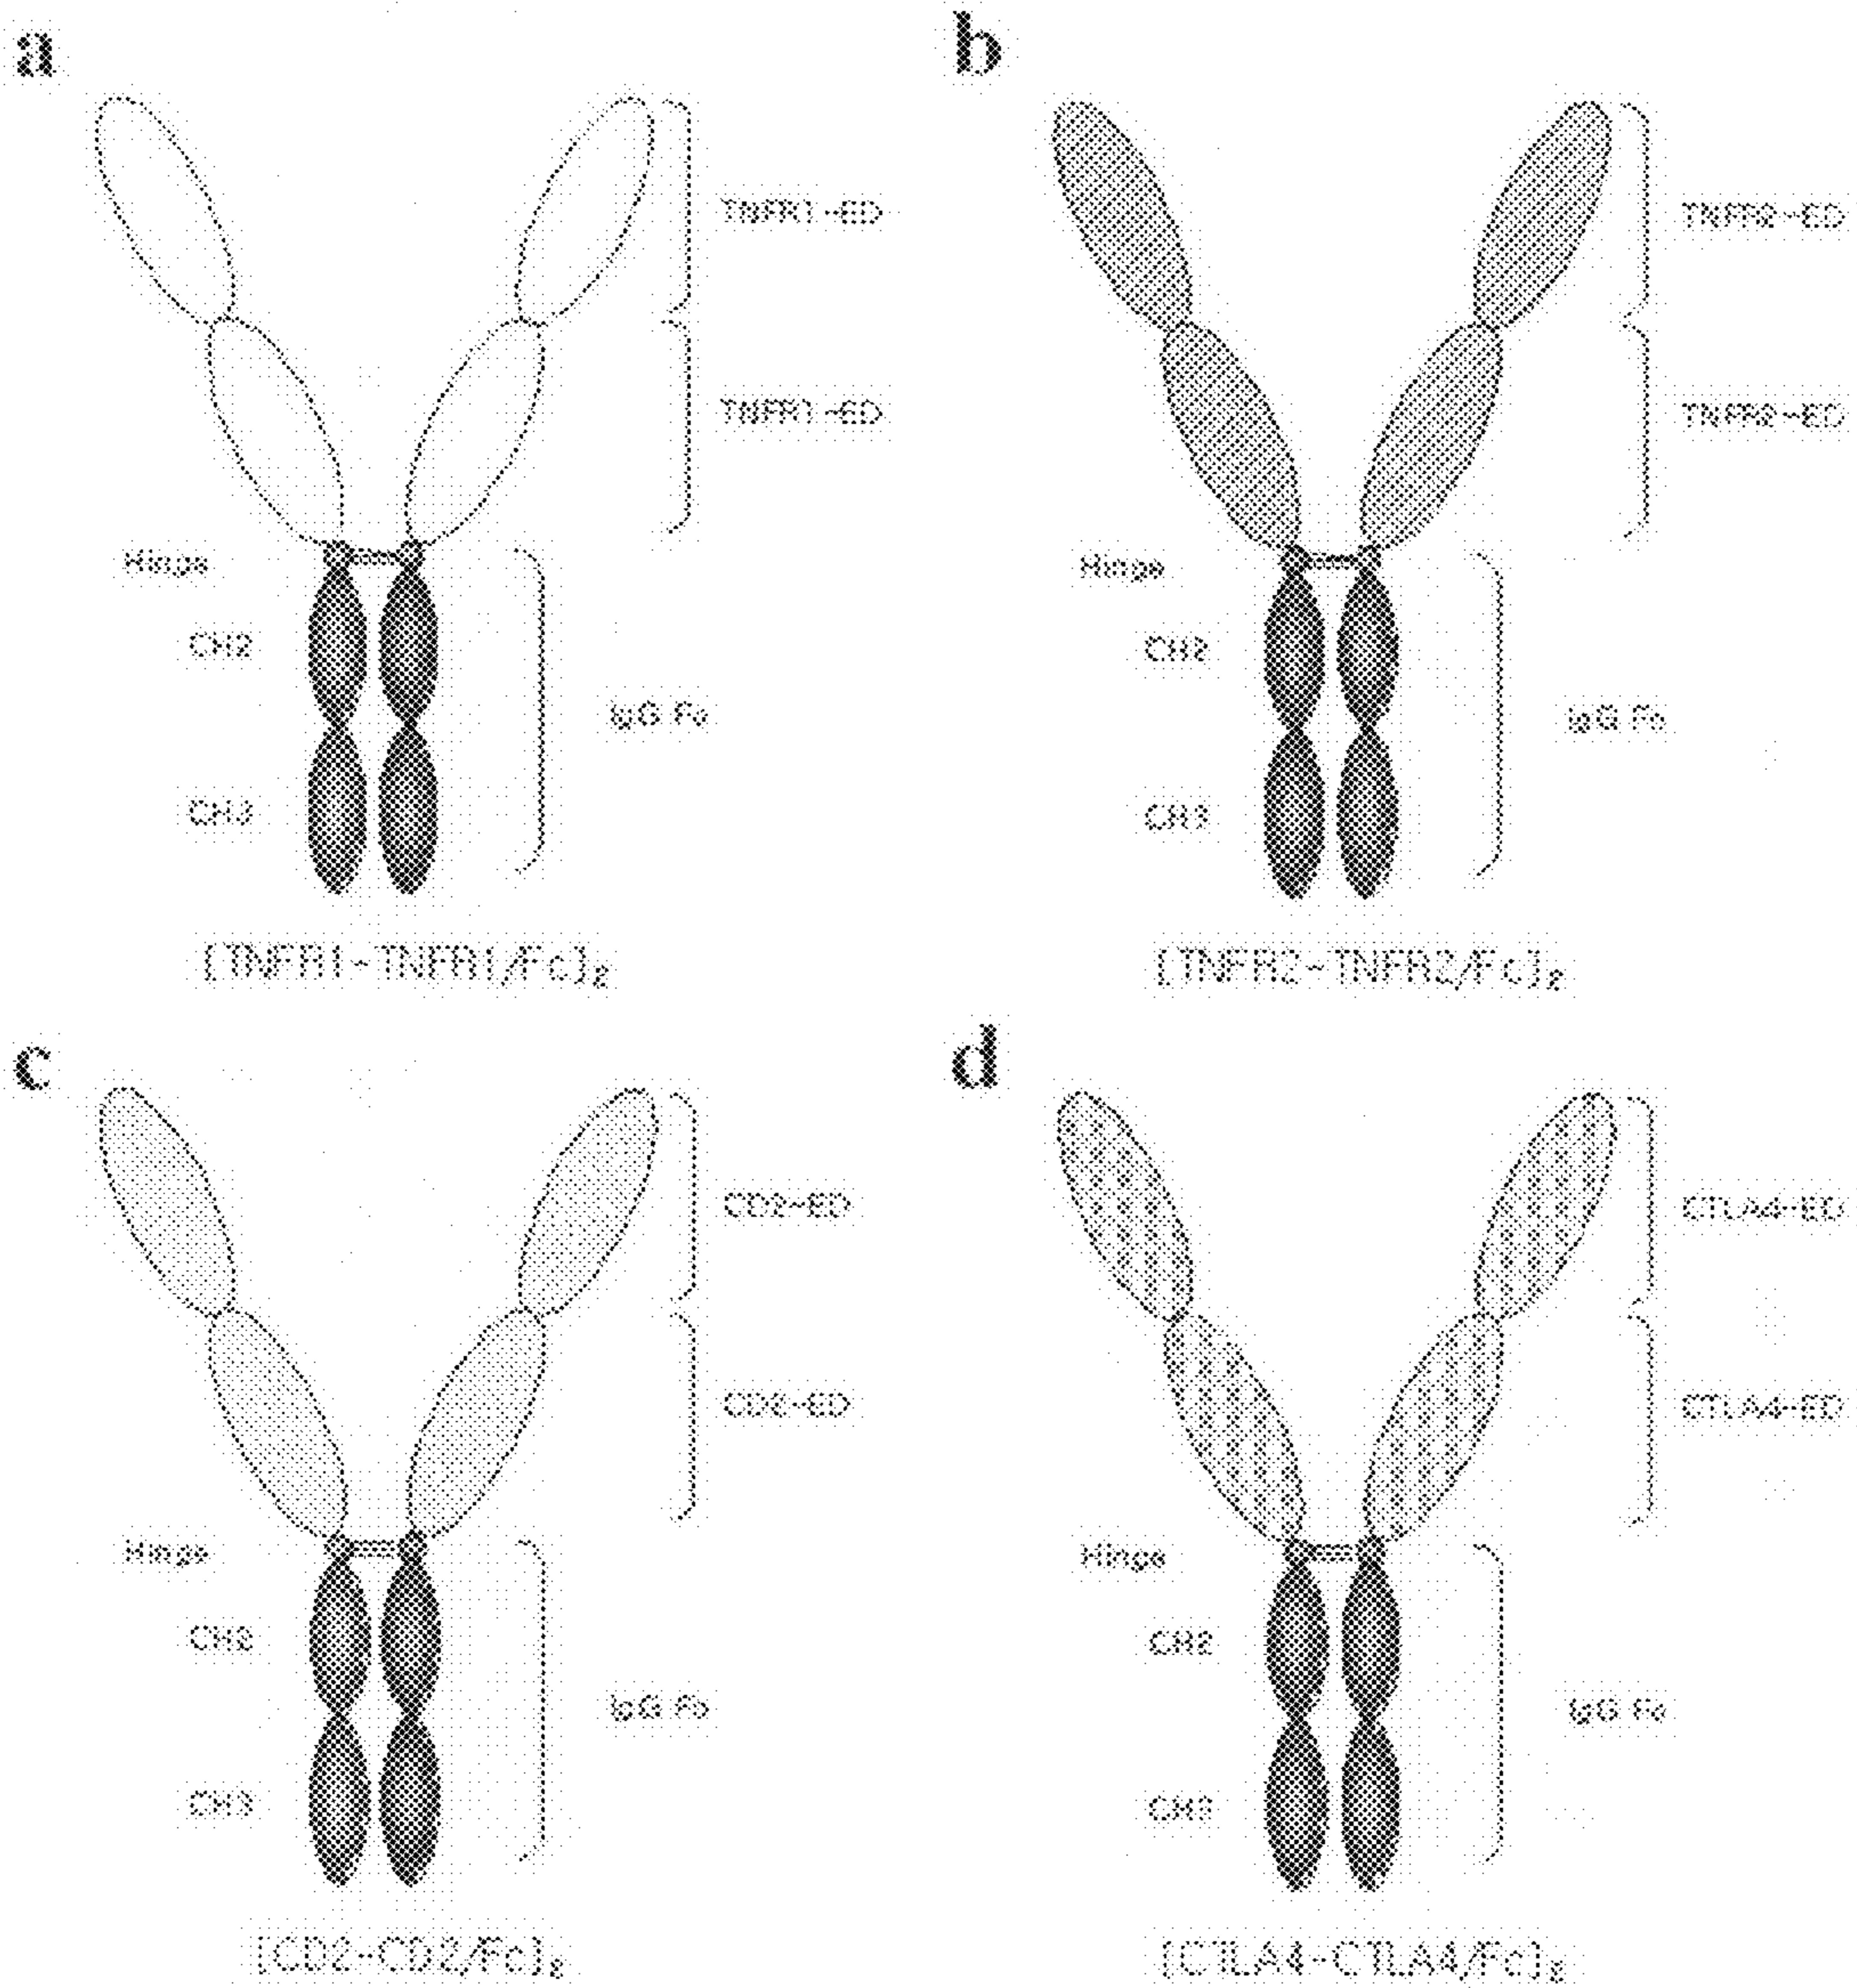 a
TNFR1-ED
TNFR1-ED
Hinge
CH2
IgG Fc
CH3
[TNFR1-TNFR1/Fc]2
b
TNFR2-ED
TNFR2-ED
Hinge
CH2
IgG Fc
CH3
[TNFR2-TNFR2/Fc]2
c
CD2-ED
CD2-ED
Hinge
CH2
IgG Fc
CH3
[CD2-CD2/Fc]2
d
CTLA4-ED
CTLA4-ED
Hinge
CH2
IgG Fc
CH3
[CTLA4-CTLA4/Fc]2